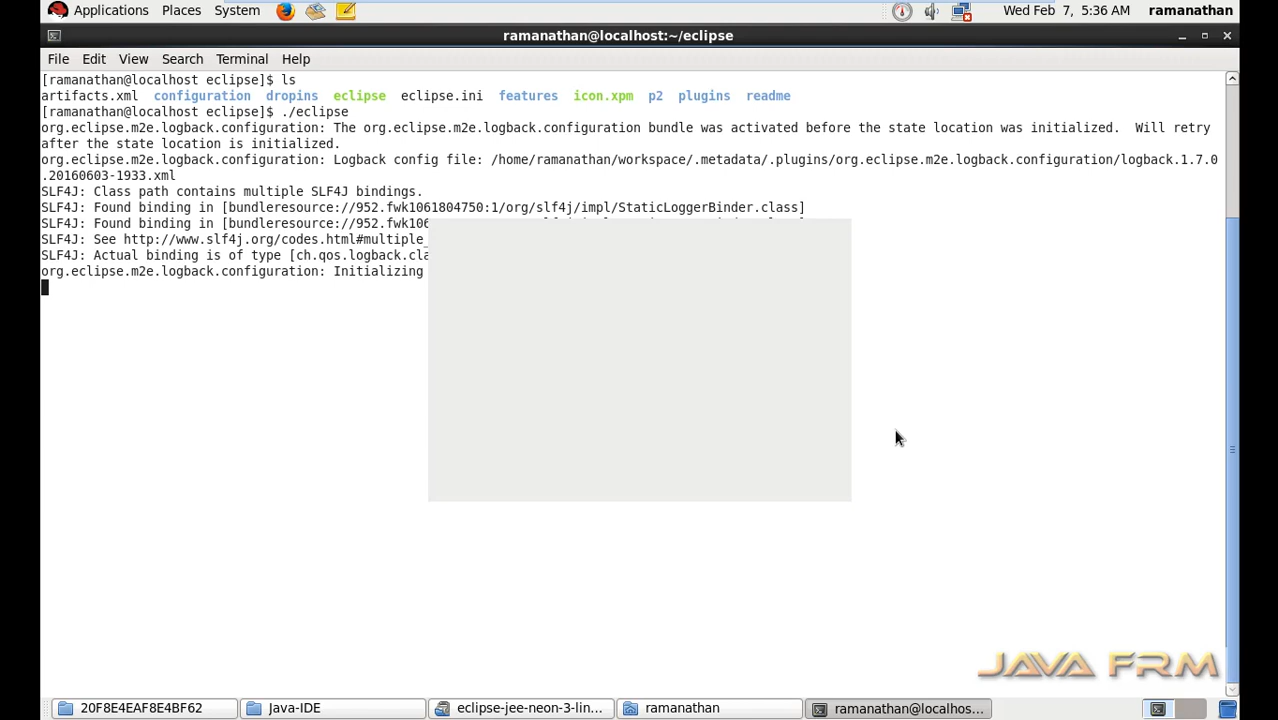 Applications Places System Wed Feb 7, 5:36 AM ramanathan
ramanathan@localhost:~/eclipse
File Edit View Search Terminal Help
[ramanathan@localhost eclipse]$ ls
artifacts.xml configuration dropins eclipse eclipse.ini features icon.xpm p2 plugins readme
[ramanathan@localhost eclipse]$ ./eclipse
org.eclipse.m2e.logback.configuration: The org.eclipse.m2e.logback.configuration bundle was activated before the state location was initialized.  Will retry
after the state location is initialized.
org.eclipse.m2e.logback.configuration: Logback config file: /home/ramanathan/workspace/.metadata/.plugins/org.eclipse.m2e.logback.configuration/logback.1.7.0
.20160603-1933.xml
SLF4J: Class path contains multiple SLF4J bindings.
SLF4J: Found binding in [bundleresource://952.fwk1061804750:1/org/slf4j/impl/StaticLoggerBinder.class]
SLF4J: Found binding in [bundleresource://952.fwk106
SLF4J: See http://www.slf4j.org/codes.html#multiple_
SLF4J: Actual binding is of type [ch.qos.logback.cla
org.eclipse.m2e.logback.configuration: Initializing
JAVA FRM
20F8E4EAF8E4BF62 Java-IDE eclipse-jee-neon-3-lin... ramanathan ramanathan@localhos...